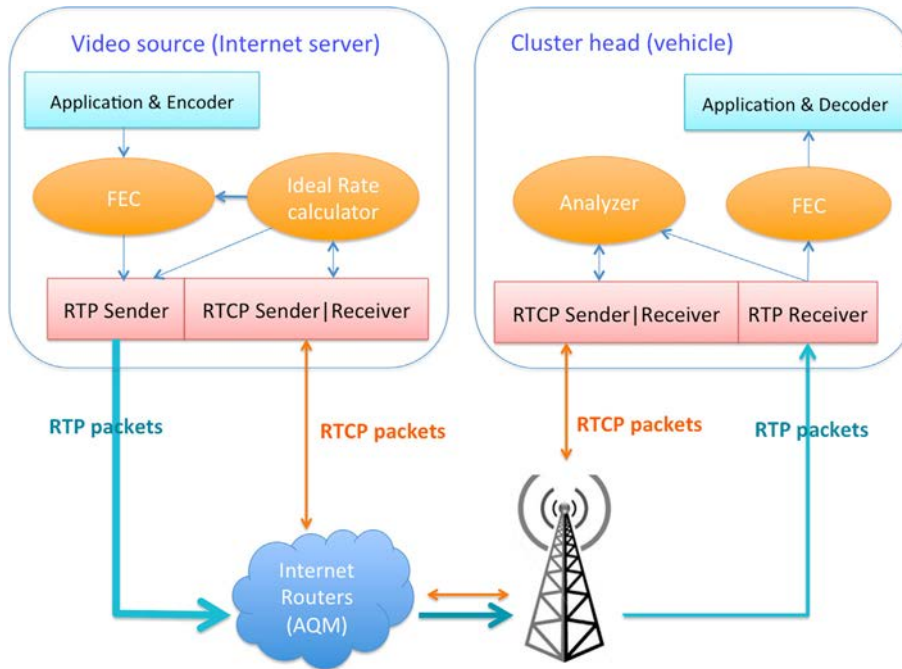 Video source (Internet server)
Application & Encoder
FEC
Ideal Rate
calculator
RTP Sender
RTCP Sender|Receiver
Cluster head (vehicle)
Application & Decoder
Analyzer
FEC
RTCP Sender|Receiver
RTP Receiver
RTP packets
RTCP packets
RTCP packets
RTP packets
Internet
Routers
(AQM)